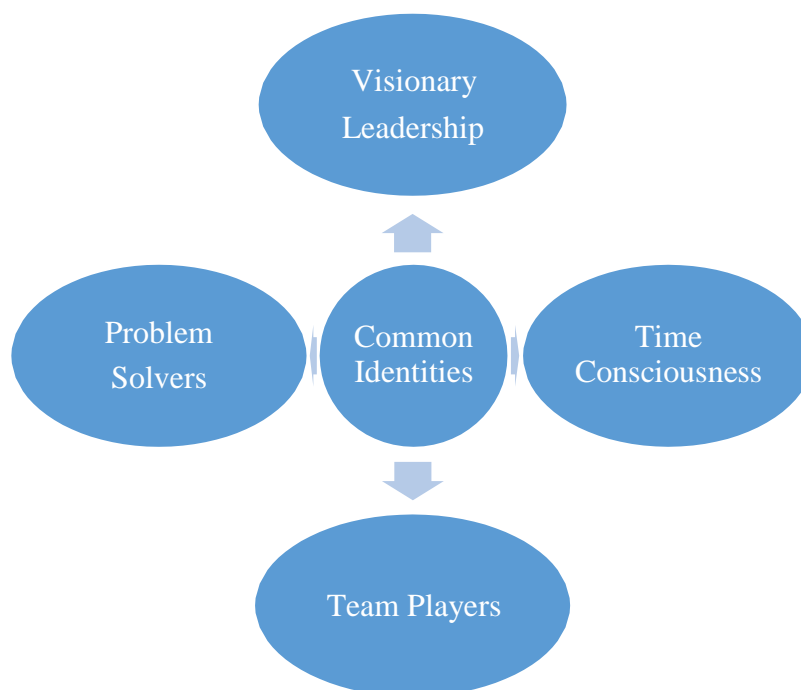 Visionary
Leadership
Problem
Solvers
Common
Identities
Time
Consciousness
Team Players